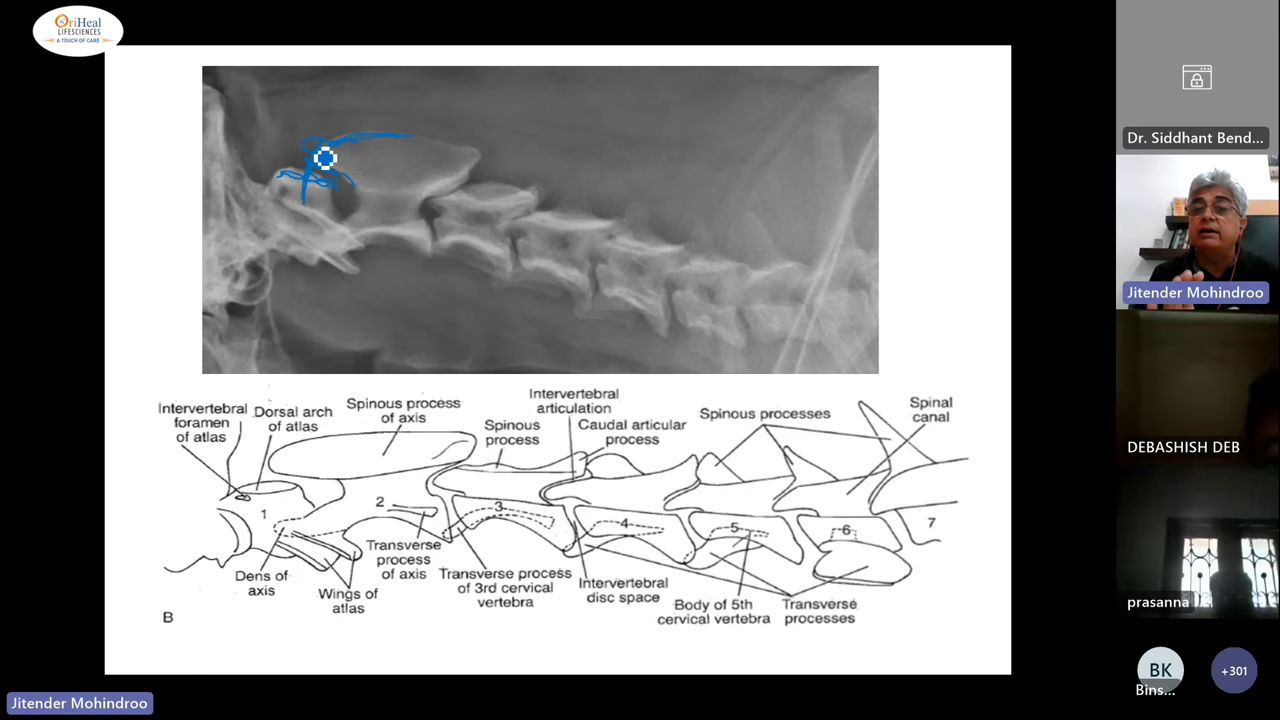 OriHeal
LIFESCIENCES
A TOUCH OF CARE
Dr. Siddhant Bend...
Jitender Mohindroo
DEBASHISH DEB
prasanna
BK
Bins...
+301
Intervertebral
foramen
of atlas
Dorsal arch
of atlas
Spinous process
of axis
Spinous
process
Intervertebral
articulation
Caudal articular
process
Spinous processes
Spinal
canal
1
2
3
4
5
6
7
Dens of
axis
Wings of
atlas
Transverse
process
of axis
Transverse process
of 3rd cervical
vertebra
Intervertebral
disc space
Body of 5th
cervical vertebra
Transverse
processes
B
Jitender Mohindroo